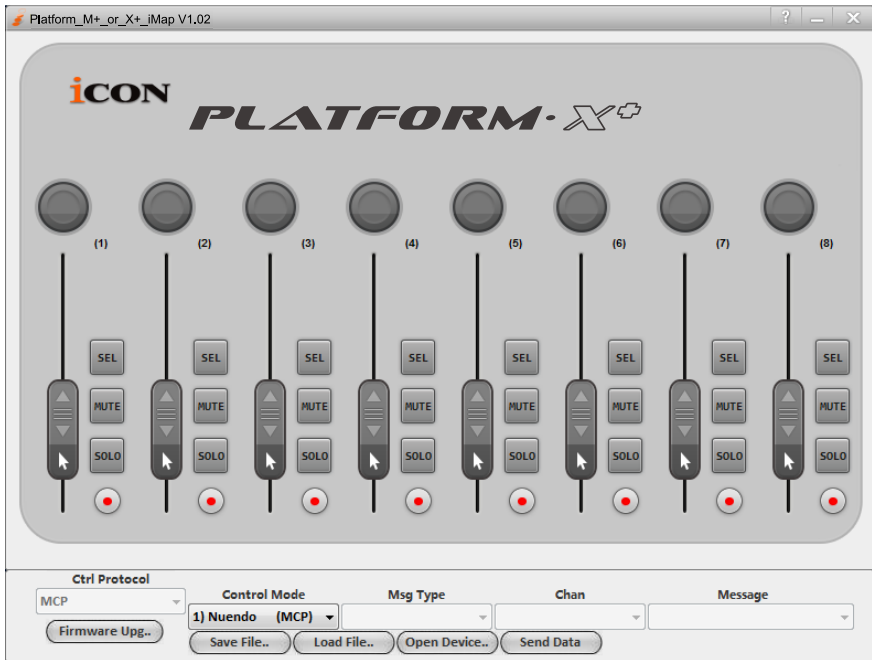 Platform_M+_or_X+_iMap V1.02 ?
iCON
PLATFORM·X+
(1) (2) (3) (4) (5) (6) (7) (8)
SEL SEL SEL SEL SEL SEL SEL SEL
MUTE MUTE MUTE MUTE MUTE MUTE MUTE MUTE
SOLO SOLO SOLO SOLO SOLO SOLO SOLO SOLO
Ctrl Protocol
Control Mode Msg Type Chan Message
MCP
1) Nuendo (MCP)
Firmware Upg..
Save File.. Load File.. Open Device.. Send Data